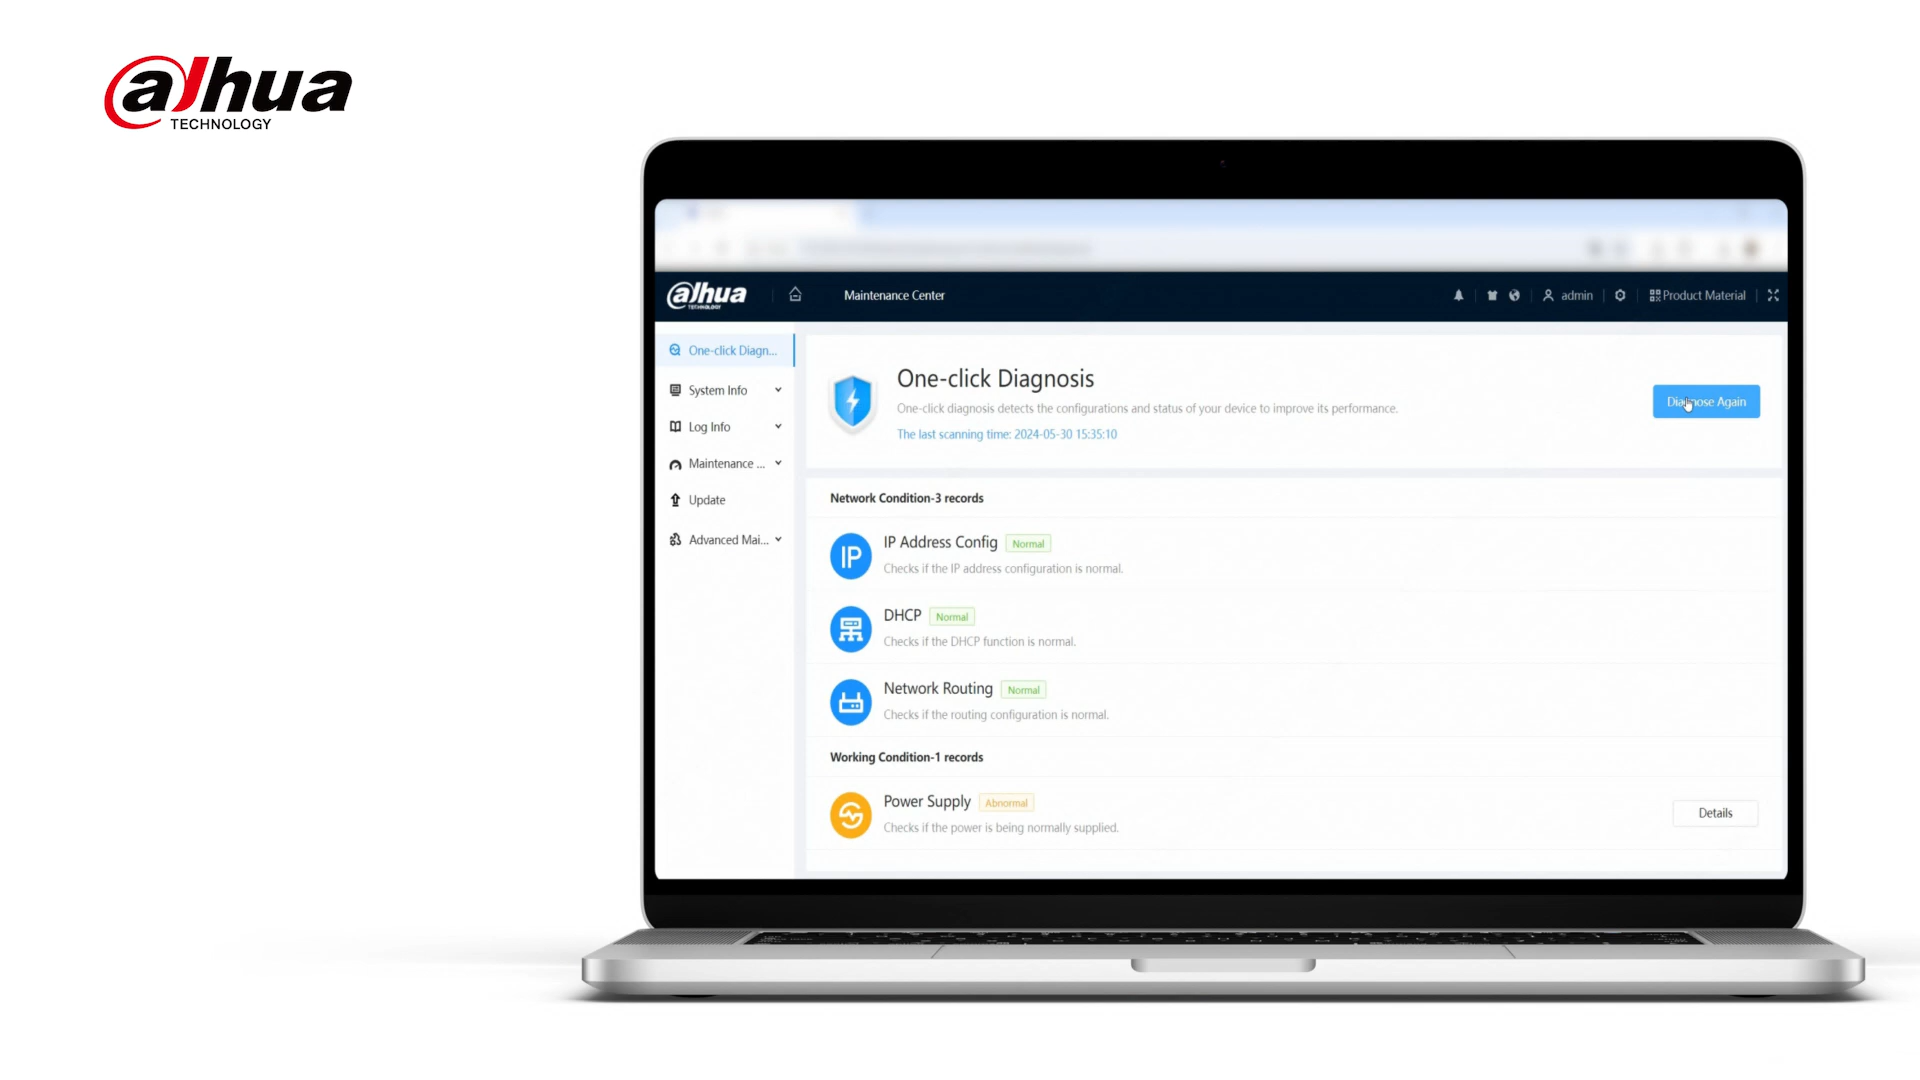 alhua
TECHNOLOGY
alhua
TECHNOLOGY
Maintenance Center
admin
Product Material
One-click Diagn...
System Info
Log Info
Maintenance ...
Update
Advanced Mai...
One-click Diagnosis
One-click diagnosis detects the configurations and status of your device to improve its performance.
The last scanning time: 2024-05-30 15:35:10
Diagnose Again
Network Condition-3 records
IP
IP Address Config Normal
Checks if the IP address configuration is normal.
DHCP Normal
Checks if the DHCP function is normal.
Network Routing Normal
Checks if the routing configuration is normal.
Working Condition-1 records
Power Supply Abnormal
Checks if the power is being normally supplied.
Details